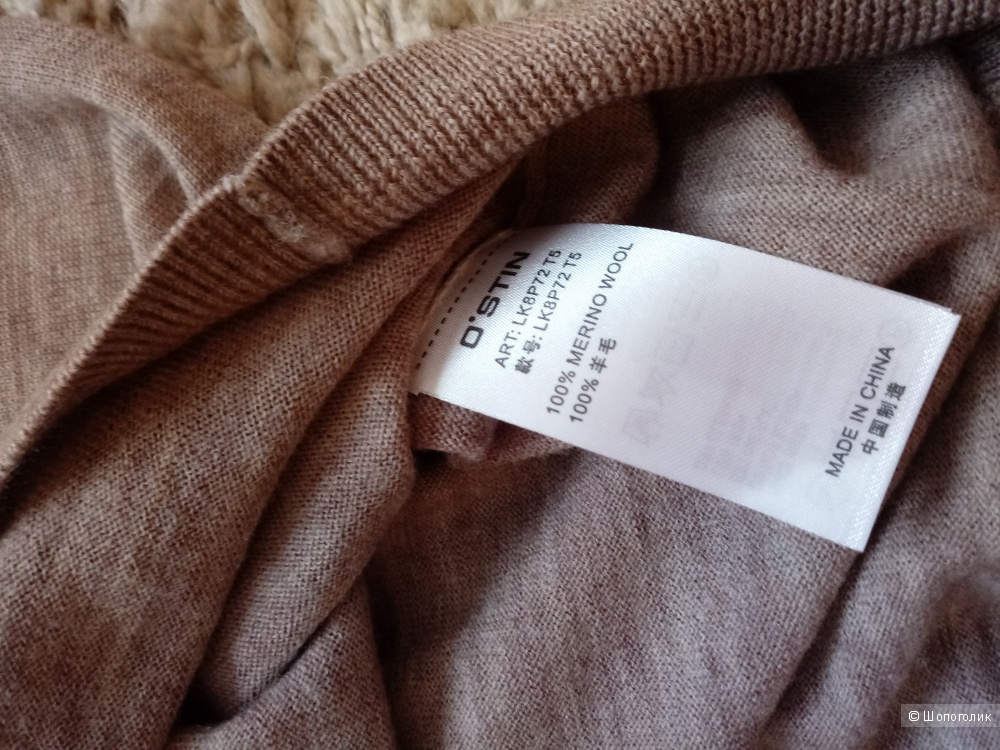 O'STIN
ART: LK8P72 T5
款号: LK8P72 T5
100% MERINO WOOL
100% 羊毛
MADE IN CHINA
中国制造
© Шопоголик